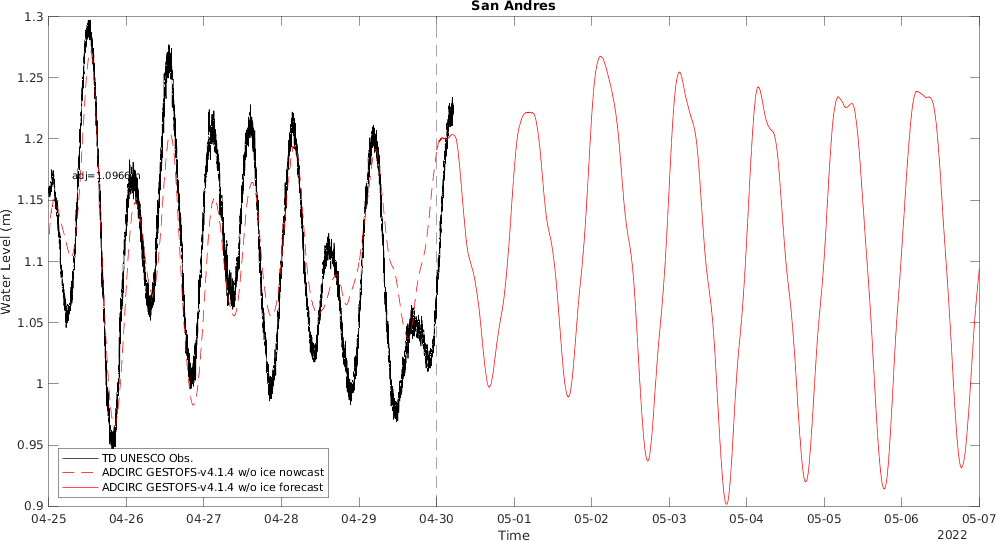 San Andres
1.3
1.25
1.2
1.15
1.1
1.05
1
0.95
0.9
Water Level (m)
adj=1.0966m
TD UNESCO Obs.
ADCIRC GESTOFS-v4.1.4 w/o ice nowcast
ADCIRC GESTOFS-v4.1.4 w/o ice forecast
04-25 04-26 04-27 04-28 04-29 04-30 05-01 05-02 05-03 05-04 05-05 05-06 05-07
Time
2022